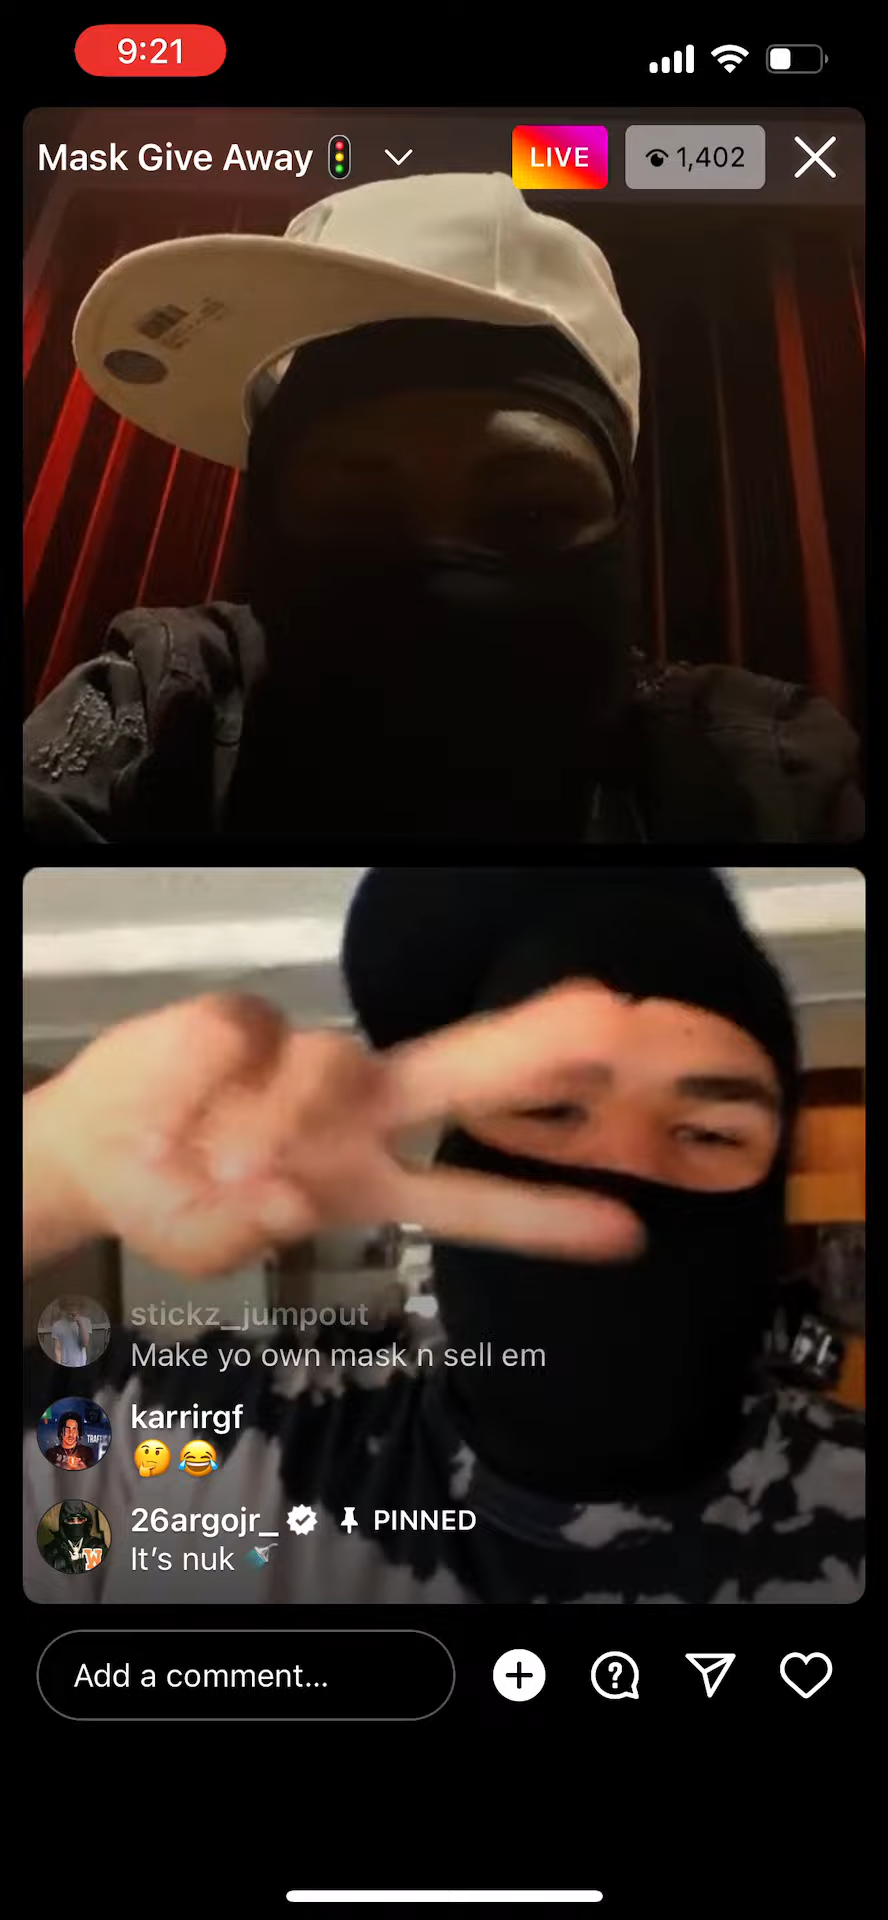 9:21
Mask Give Away 🚦
LIVE
1,402
stickz_jumpout
Make yo own mask n sell em
karrirgf
🤔😂
26argojr_ PINNED
It's nuk 🚿
Add a comment...